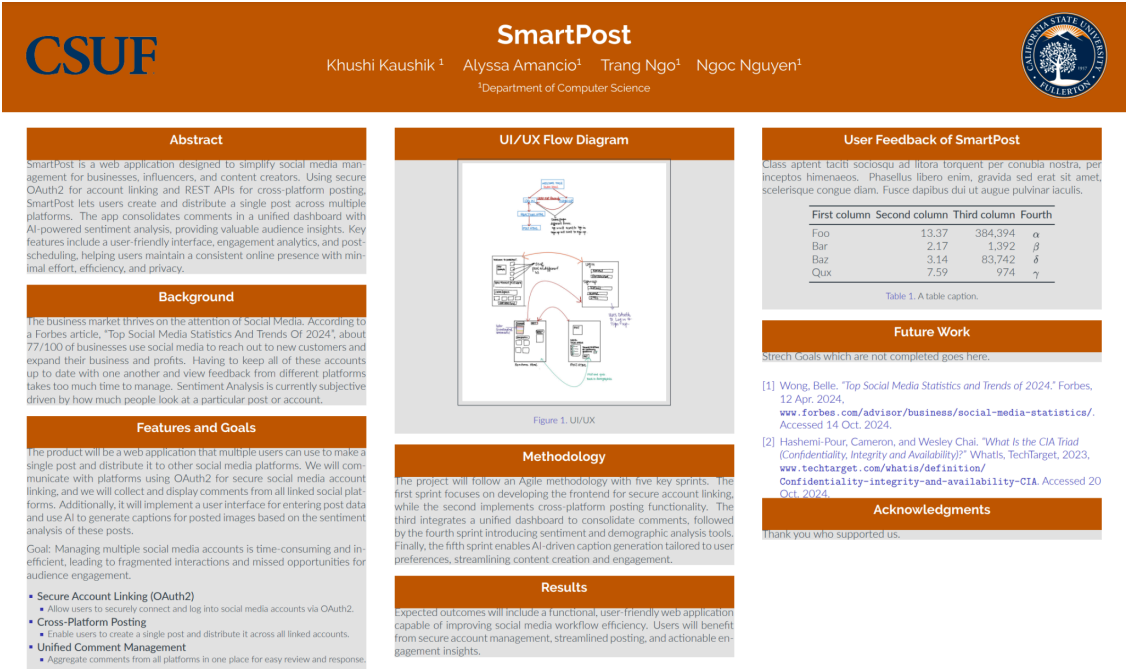 CSUF
SmartPost
Khushi Kaushik ¹ Alyssa Amancio¹ Trang Ngo¹ Ngoc Nguyen¹
¹Department of Computer Science
CALIFORNIA STATE UNIVERSITY
FULLERTON
1957
Abstract
SmartPost is a web application designed to simplify social media man-
agement for businesses, influencers, and content creators. Using secure
OAuth2 for account linking and REST APIs for cross-platform posting,
SmartPost lets users create and distribute a single post across multiple
platforms. The app consolidates comments in a unified dashboard with
AI-powered sentiment analysis, providing valuable audience insights. Key
features include a user-friendly interface, engagement analytics, and post-
scheduling, helping users maintain a consistent online presence with min-
imal effort, efficiency, and privacy.
Background
The business market thrives on the attention of Social Media. According to
a Forbes article, “Top Social Media Statistics And Trends Of 2024”, about
77/100 of businesses use social media to reach out to new customers and
expand their business and profits. Having to keep all of these accounts
up to date with one another and view feedback from different platforms
takes too much time to manage. Sentiment Analysis is currently subjective
driven by how much people look at a particular post or account.
Features and Goals
The product will be a web application that multiple users can use to make a
single post and distribute it to other social media platforms. We will com-
municate with platforms using OAuth2 for secure social media account
linking, and we will collect and display comments from all linked social plat-
forms. Additionally, it will implement a user interface for entering post data
and use AI to generate captions for posted images based on the sentiment
analysis of these posts.
Goal: Managing multiple social media accounts is time-consuming and in-
efficient, leading to fragmented interactions and missed opportunities for
audience engagement.
▪ Secure Account Linking (OAuth2)
▪ Allow users to securely connect and log into social media accounts via OAuth2.
▪ Cross-Platform Posting
▪ Enable users to create a single post and distribute it across all linked accounts.
▪ Unified Comment Management
▪ Aggregate comments from all platforms in one place for easy review and response.
UI/UX Flow Diagram
Figure 1. UI/UX
Methodology
The project will follow an Agile methodology with five key sprints. The
first sprint focuses on developing the frontend for secure account linking,
while the second implements cross-platform posting functionality. The
third integrates a unified dashboard to consolidate comments, followed
by the fourth sprint introducing sentiment and demographic analysis tools.
Finally, the fifth sprint enables AI-driven caption generation tailored to user
preferences, streamlining content creation and engagement.
Results
Expected outcomes will include a functional, user-friendly web application
capable of improving social media workflow efficiency. Users will benefit
from secure account management, streamlined posting, and actionable en-
gagement insights.
User Feedback of SmartPost
Class aptent taciti sociosqu ad litora torquent per conubia nostra, per
inceptos himenaeos. Phasellus libero enim, gravida sed erat sit amet,
scelerisque congue diam. Fusce dapibus dui ut augue pulvinar iaculis.
First column Second column Third column Fourth
Foo 13.37 384,394 α
Bar 2.17 1,392 β
Baz 3.14 83,742 δ
Qux 7.59 974 γ
Table 1. A table caption.
Future Work
Strech Goals which are not completed goes here.
[1] Wong, Belle. “Top Social Media Statistics and Trends of 2024.” Forbes,
12 Apr. 2024,
www.forbes.com/advisor/business/social-media-statistics/.
Accessed 14 Oct. 2024.
[2] Hashemi-Pour, Cameron, and Wesley Chai. “What Is the CIA Triad
(Confidentiality, Integrity and Availability)?” WhatIs, TechTarget, 2023,
www.techtarget.com/whatis/definition/
Confidentiality-integrity-and-availability-CIA. Accessed 20
Oct. 2024.
Acknowledgments
Thank you who supported us.